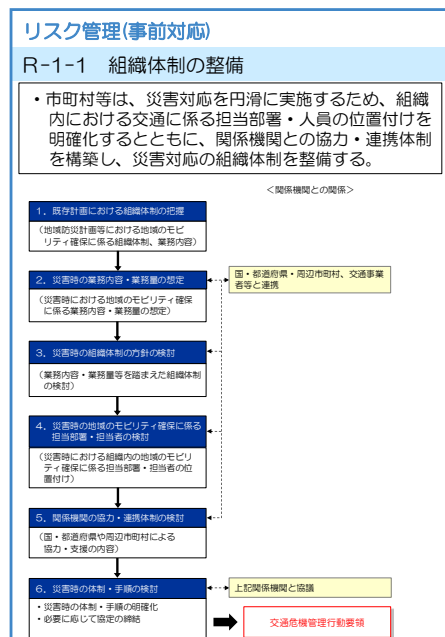 リスク管理(事前対応)
R-1-1 組織体制の整備
・市町村等は、災害対応を円滑に実施するため、組織
内における交通に係る担当部署・人員の位置付けを
明確化するとともに、関係機関との協力・連携体制
を構築し、災害対応の組織体制を整備する。
＜関係機関との関係＞
1．既存計画における組織体制の把握
(地域防災計画等における地域のモビ
リティ確保に係る組織体制、業務内容)
2．災害時の業務内容・業務量の想定
(災害時における地域のモビリティ確保
に係る業務内容・業務量の想定)
国・都道府県・周辺市町村、交通事業
者等と連携
3．災害時の組織体制の方針の検討
(業務内容・業務量等を踏まえた組織体制
の検討)
4．災害時の地域のモビリティ確保に係る
担当部署・担当者の検討
(災害時における組織内の地域のモビリ
ティ確保に係る担当部署・担当者の位
置付け)
5．関係機関の協力・連携体制の検討
(国・都道府県や周辺市町村による
協力・支援の内容)
6．災害時の体制・手順の検討
・災害時の体制・手順の明確化
・必要に応じて協定の締結
上記関係機関と協議
交通危機管理行動要領